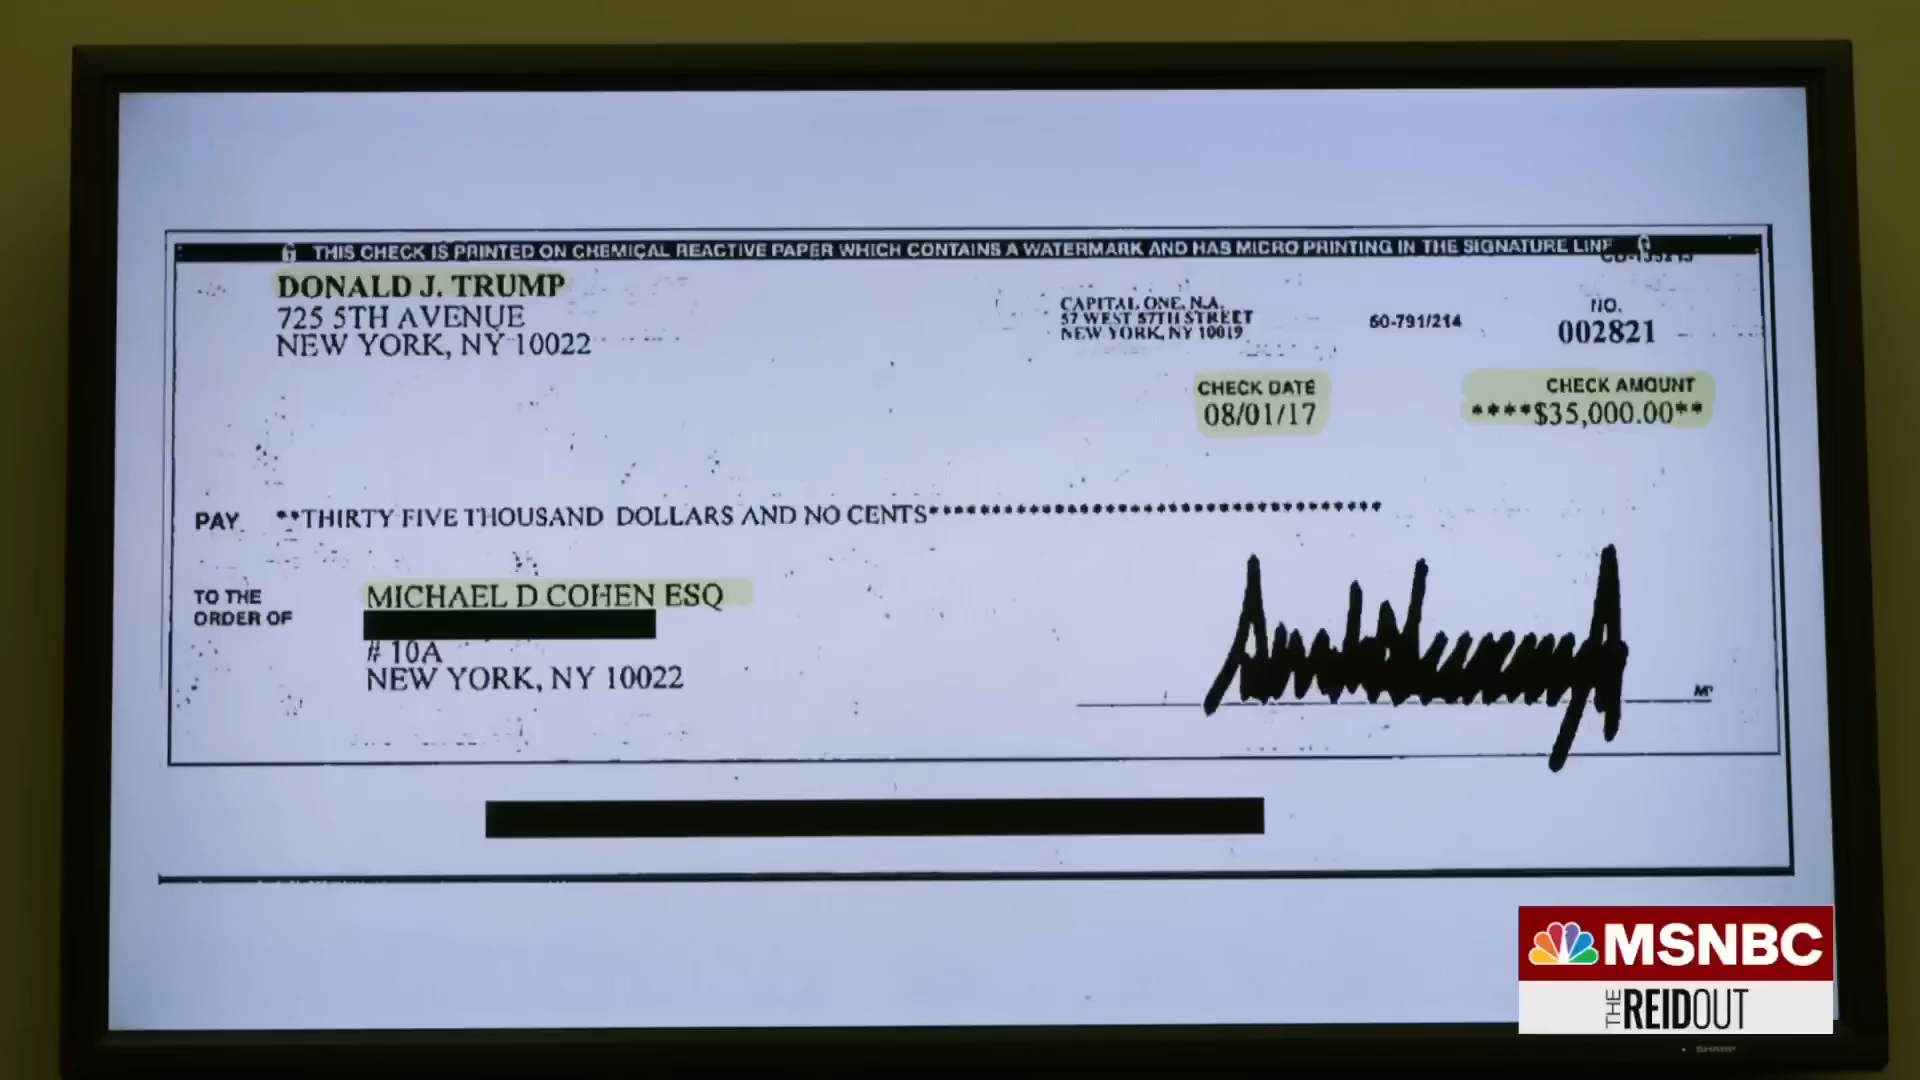 THIS CHECK IS PRINTED ON CHEMICAL REACTIVE PAPER WHICH CONTAINS A WATERMARK AND HAS MICRO PRINTING IN THE SIGNATURE LINE
DONALD J. TRUMP
725 5TH AVENUE
NEW YORK, NY 10022
CAPITAL ONE, N.A.
57 WEST 57TH STREET
NEW YORK, NY 10019
60-791/214
NO.
002821
CHECK DATE
08/01/17
CHECK AMOUNT
****$35,000.00**
PAY **THIRTY FIVE THOUSAND DOLLARS AND NO CENTS************************************
TO THE
ORDER OF
MICHAEL D COHEN ESQ
# 10A
NEW YORK, NY 10022
MP
MSNBC
THE REIDOUT
SHARP